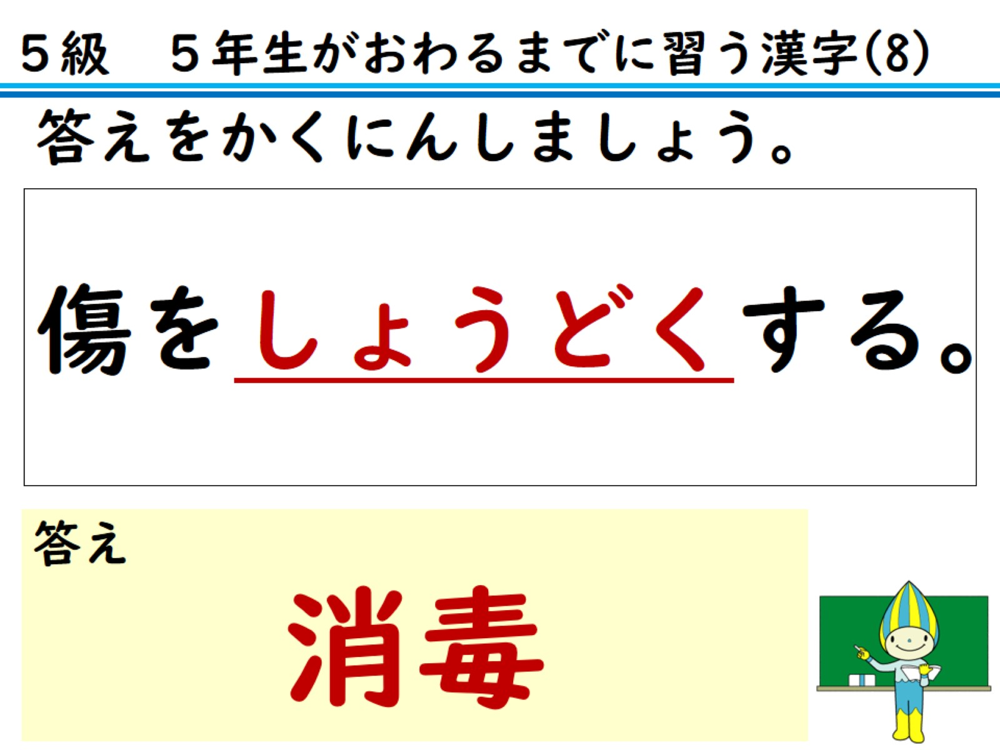 ５級　５年生がおわるまでに習う漢字(8)
答えをかくにんしましょう。
傷をしょうどくする。
答え
消毒